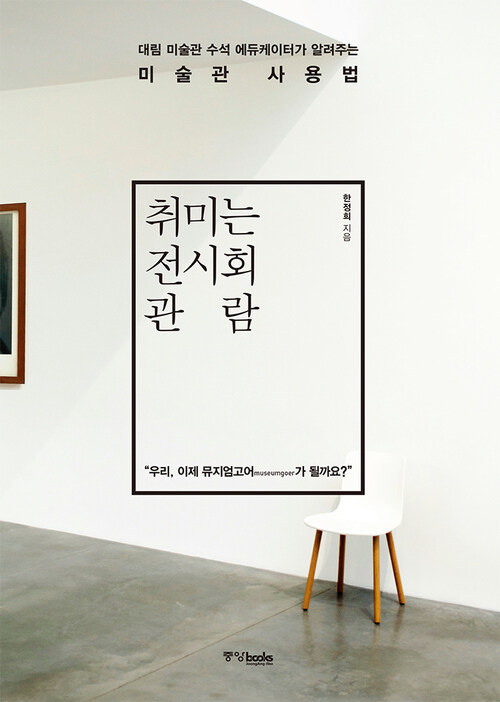 대림 미술관 수석 에듀케이터가 알려주는
미술관 사용법
취미는
전시회
관람
한정희 지음
“우리, 이제 뮤지엄고어museumgoer가 될까요?”
중앙books